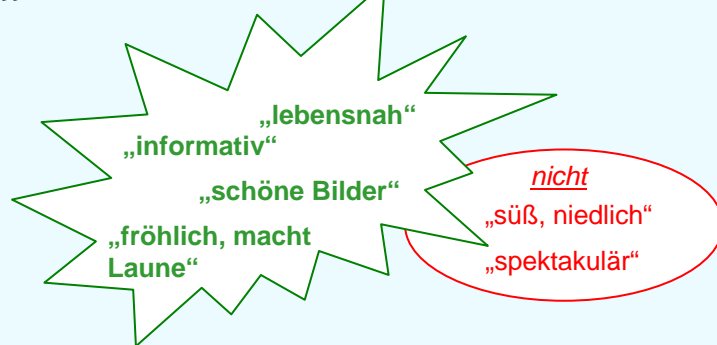 „lebensnah“
„informativ“
„schöne Bilder“
„fröhlich, macht
Laune“
nicht
„süß, niedlich“
„spektakulär“